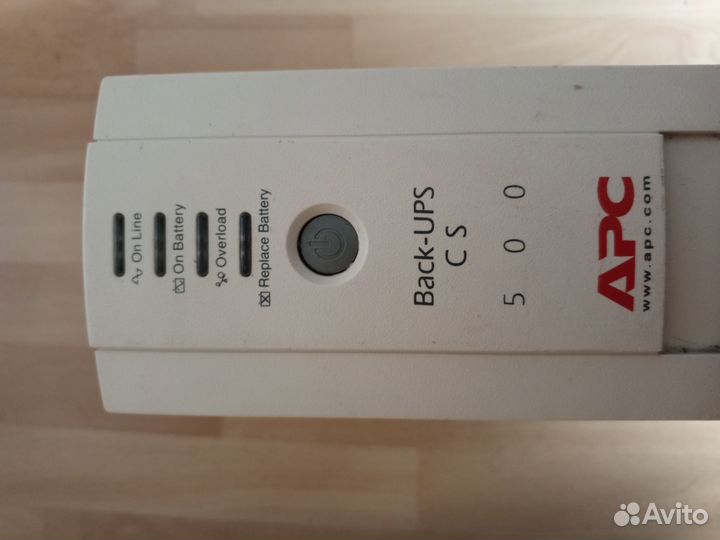 On Line
On Battery
Overload
Replace Battery
Back-UPS
CS
500
APC
www.apc.com
Avito